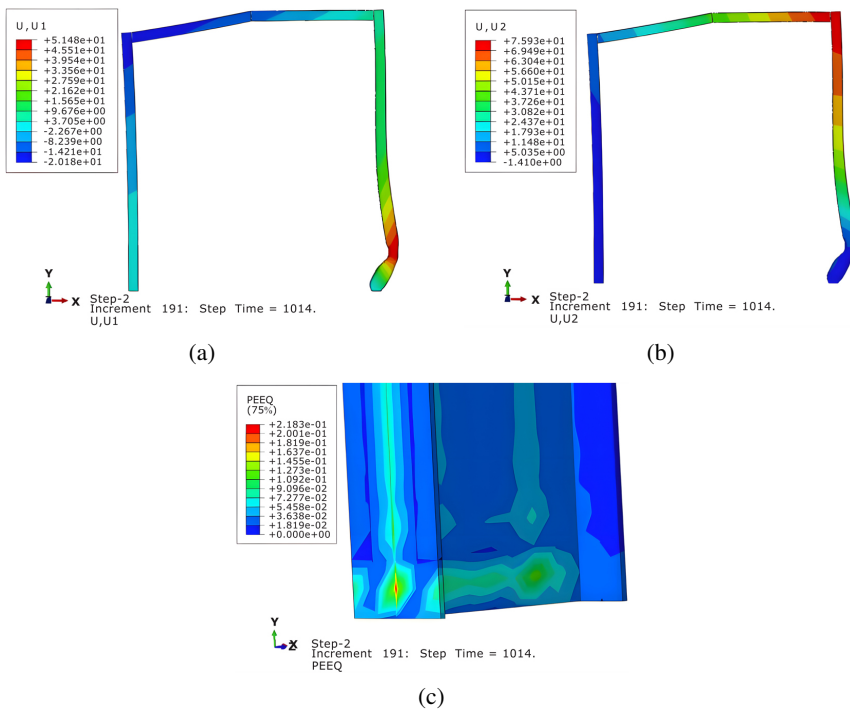 U, U1
+5.148e+01
+4.551e+01
+3.954e+01
+3.356e+01
+2.759e+01
+2.162e+01
+1.565e+01
+9.676e+00
+3.705e+00
-2.267e+00
-8.239e+00
-1.421e+01
-2.018e+01
Y
Z
X
Step-2
Increment 191: Step Time = 1014.
U,U1
(a)
U, U2
+7.593e+01
+6.949e+01
+6.304e+01
+5.660e+01
+5.015e+01
+4.371e+01
+3.726e+01
+3.082e+01
+2.437e+01
+1.793e+01
+1.148e+01
+5.035e+00
-1.410e+00
Y
Z
X
Step-2
Increment 191: Step Time = 1014.
U,U2
(b)
PEEQ
(75%)
+2.183e-01
+2.001e-01
+1.819e-01
+1.637e-01
+1.455e-01
+1.273e-01
+1.092e-01
+9.096e-02
+7.277e-02
+5.458e-02
+3.638e-02
+1.819e-02
+0.000e+00
Y
X
Z
Step-2
Increment 191: Step Time = 1014.
PEEQ
(c)